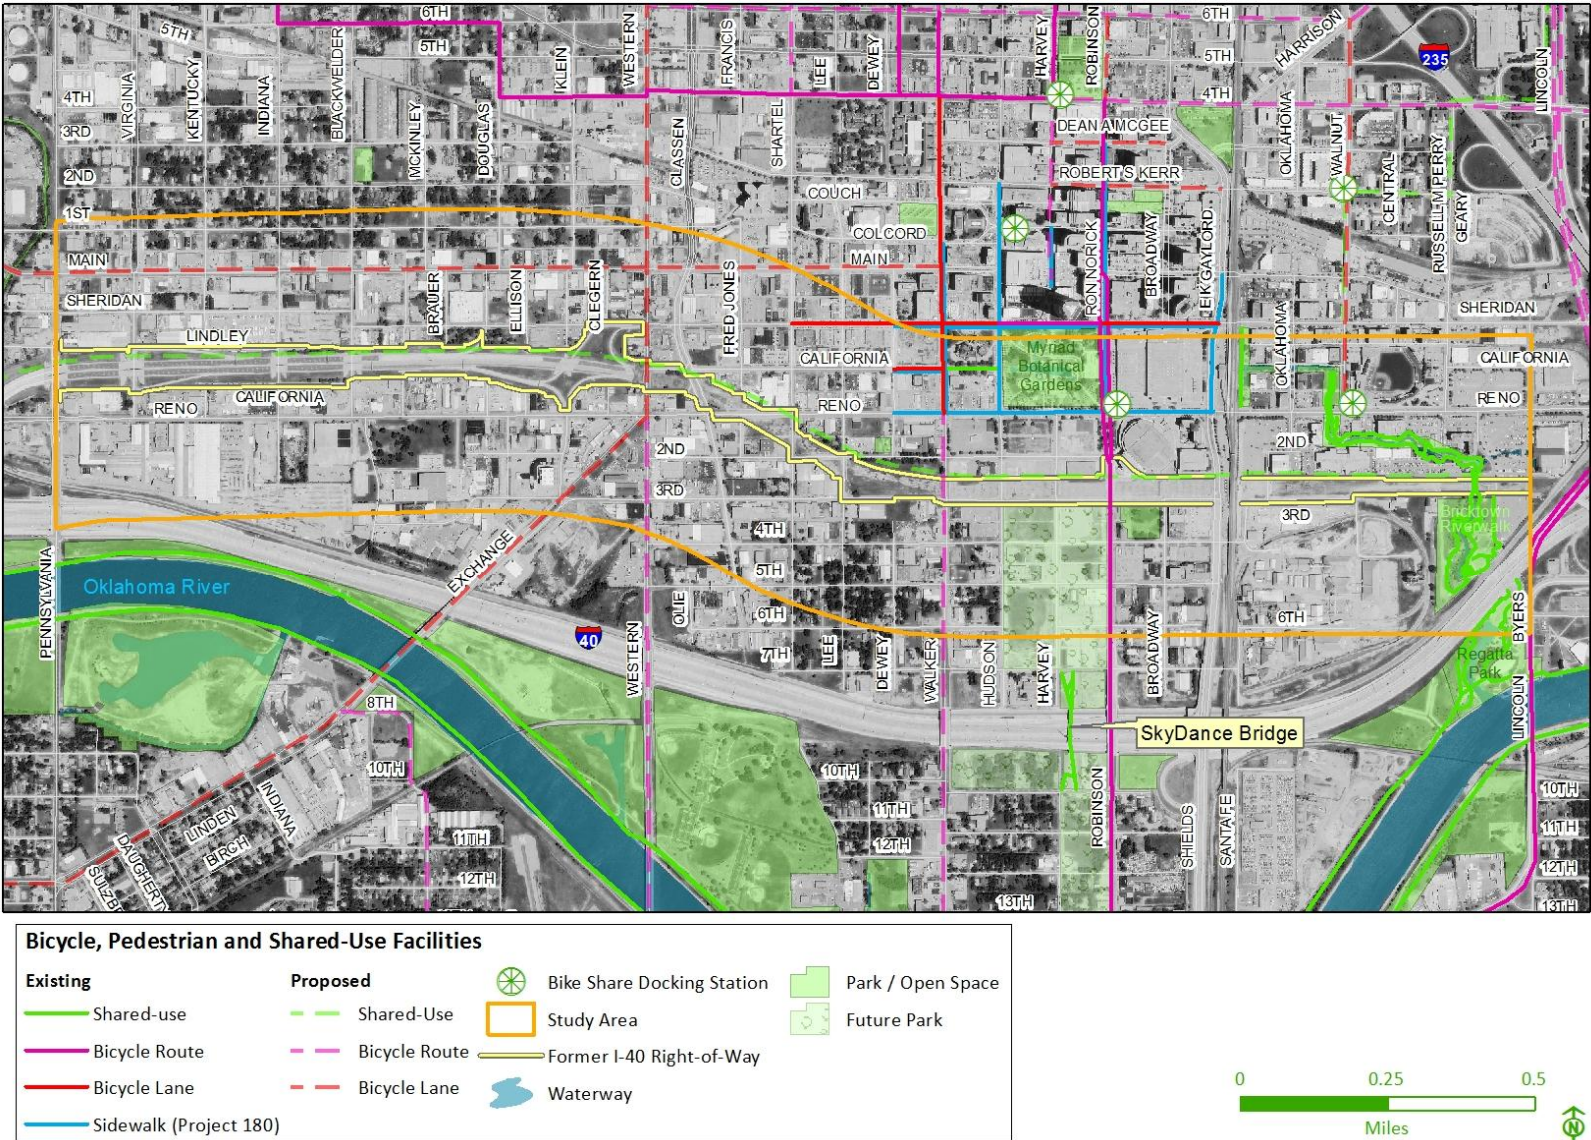 6TH
5TH
5TH
VIRGINIA
KENTUCKY
INDIANA
BLACKWELDER
MCKINLEY
DOUGLAS
KLEIN
WESTERN
FRANCIS
LEE
DEWEY
HARVEY
ROBINSON
6TH
5TH
4TH
HARRISON
235
LINCOLN
4TH
3RD
2ND
1ST
MAIN
SHERIDAN
LINDLEY
BRAUER
ELLISON
CLEGERN
CLASSEN
SHARTEL
FRED JONES
COUCH
COLCORD
MAIN
CALIFORNIA
RENO
DEAN A MCGEE
ROBERT S KERR
RON NORICK
BROADWAY
E K GAYLORD
OKLAHOMA
WALNUT
CENTRAL
RUSSELL M PERRY
GEARY
SHERIDAN
OKLAHOMA
CALIFORNIA
RENO
Myriad
Botanical
Gardens
CALIFORNIA
RENO
2ND
3RD
4TH
5TH
6TH
7TH
2ND
3RD
Bricktown
Riverwalk
6TH
BYERS
Regatta
Park
LINCOLN
PENNSYLVANIA
Oklahoma River
EXCHANGE
40
WESTERN
OLIE
LEE
DEWEY
WALKER
HUDSON
HARVEY
BROADWAY
SkyDance Bridge
8TH
10TH
INDIANA
LINDEN
BIRCH
DAUGHERTY
11TH
12TH
10TH
11TH
12TH
13TH
ROBINSON
SHIELDS
SANTA FE
10TH
11TH
12TH
13TH
Bicycle, Pedestrian and Shared-Use Facilities
Existing
Shared-use
Bicycle Route
Bicycle Lane
Sidewalk (Project 180)
Proposed
Shared-Use
Bicycle Route
Bicycle Lane
Bike Share Docking Station
Study Area
Former I-40 Right-of-Way
Waterway
Park / Open Space
Future Park
0 0.25 0.5
Miles
N